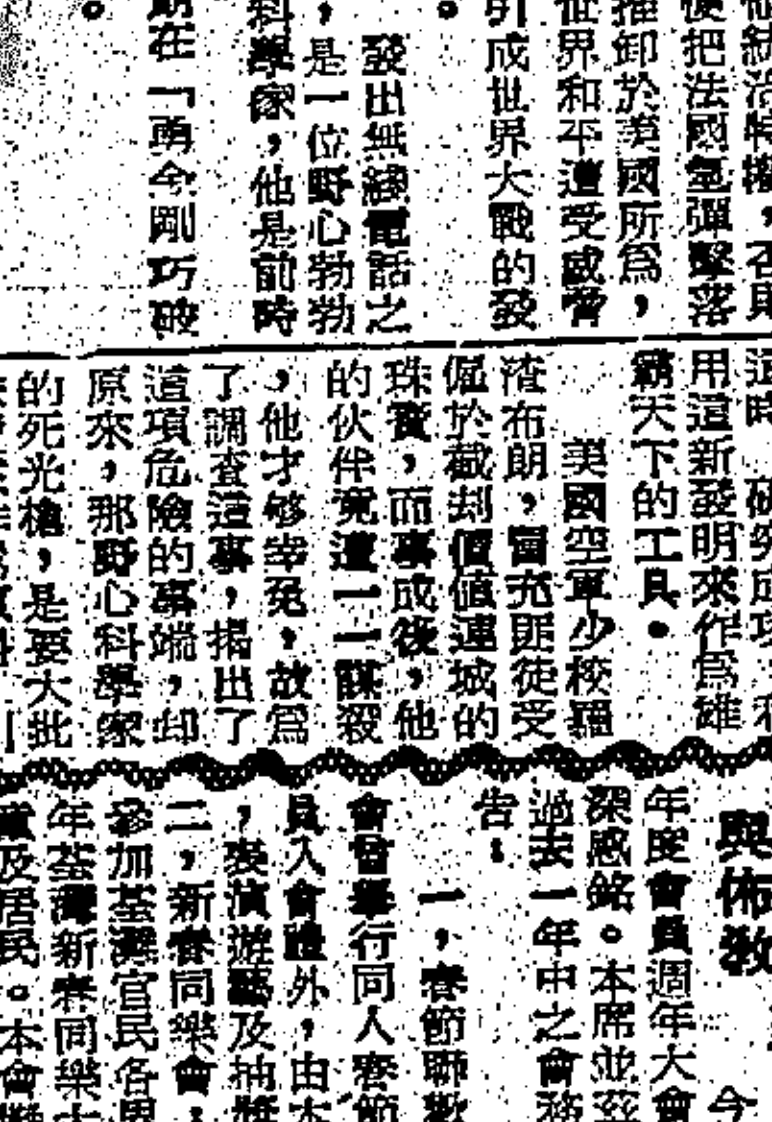 便把法國氫彈擊落
推卸於美國所爲，
世界和平遭受威脅
引成世界大戰的發
。
發出無綫電話之
，是一位野心勃勃
科學家，他是前時
期在「勇令剛巧破
。
用這新發明來作爲雄
霸天下的工具。
美國空軍少校羅
渣布朗，冒充匪徒受
僱於截刦價值連城的
珠寶，而事成後，他
的伙伴竟遭一一謀殺
，他才够幸免，故爲
了調查這事，揭出了
這項危險的事端，却
原來，那野心科學家
的死光槍，是要大批
與佈教
今
年度會員週年大會
深感銘。本席並茲
過去一年中之會務
告：
一，春節聯歡
會曾舉行同人春節
員入會禮外，由本
，表演遊藝及抽獎
二，新春同樂會，
參加荃灣官民各界
年荃灣新春同樂大
及居民。本會